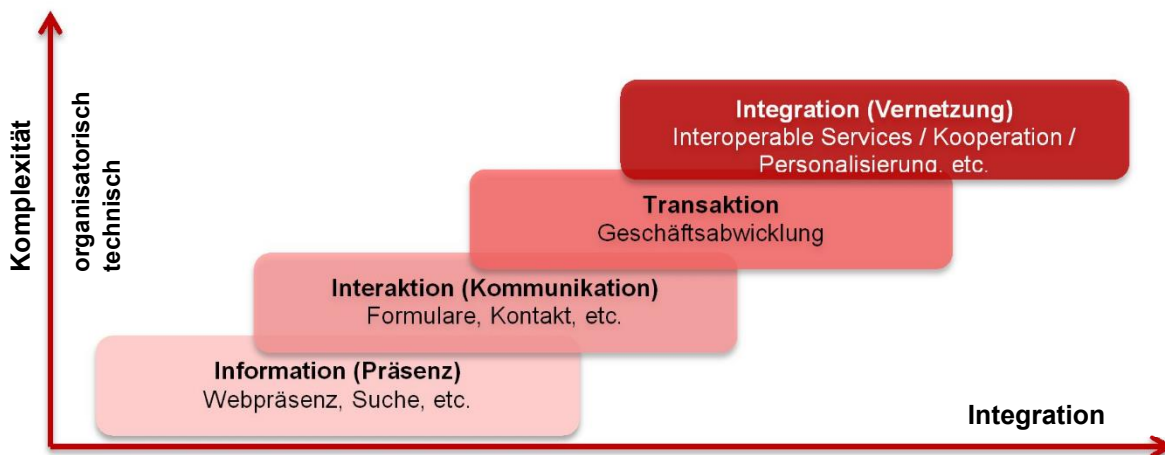 Komplexität
organisatorisch
technisch
Integration (Vernetzung)
Interoperable Services / Kooperation /
Personalisierung, etc.
Transaktion
Geschäftsabwicklung
Interaktion (Kommunikation)
Formulare, Kontakt, etc.
Information (Präsenz)
Webpräsenz, Suche, etc.
Integration